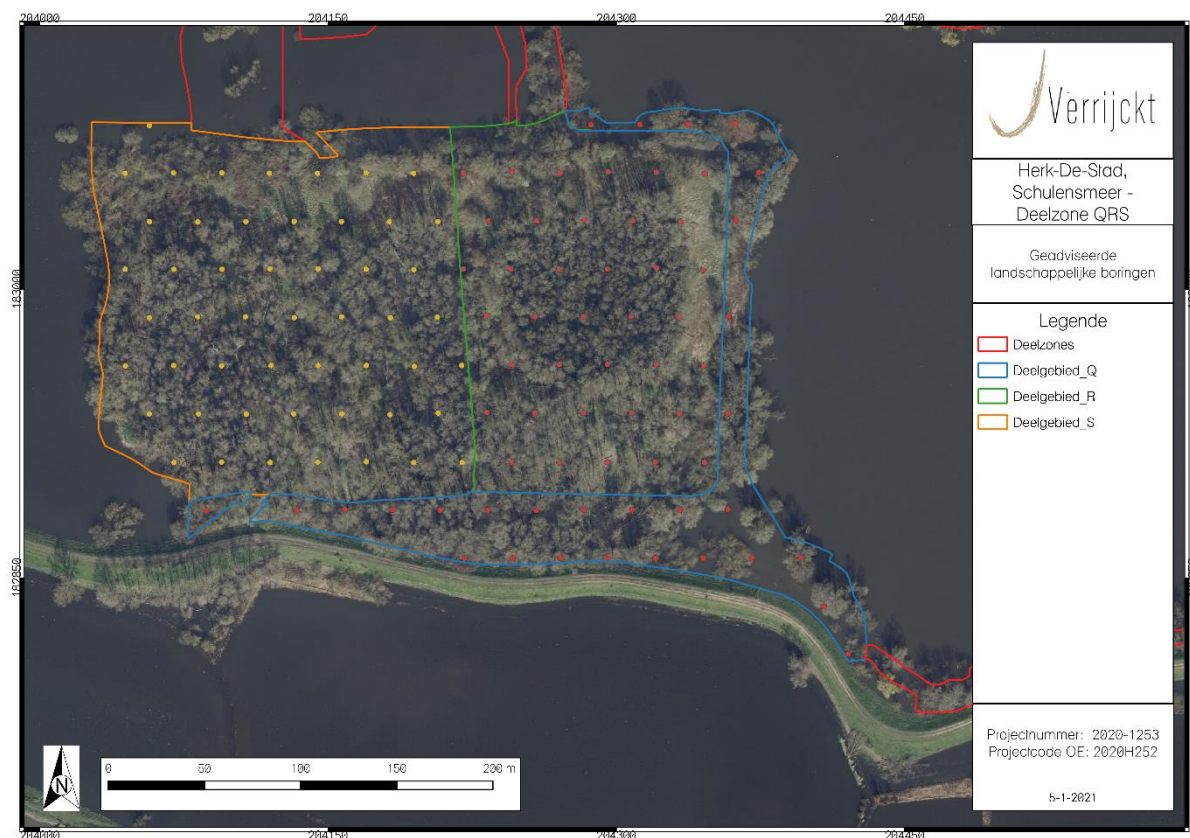 204000 204150 204300 204450
Verrijckt
Herk-De-Stad,
Schulensmeer -
Deelzone QRS
Geadviseerde
landschappelijke boringen
Legende
Deelzones
Deelgebied_Q
Deelgebied_R
Deelgebied_S
183000
182850
N
0 50 100 150 200 m
Projectnummer: 2020-1253
Projectcode OE: 2020H252
5-1-2021
204000 204150 204300 204450